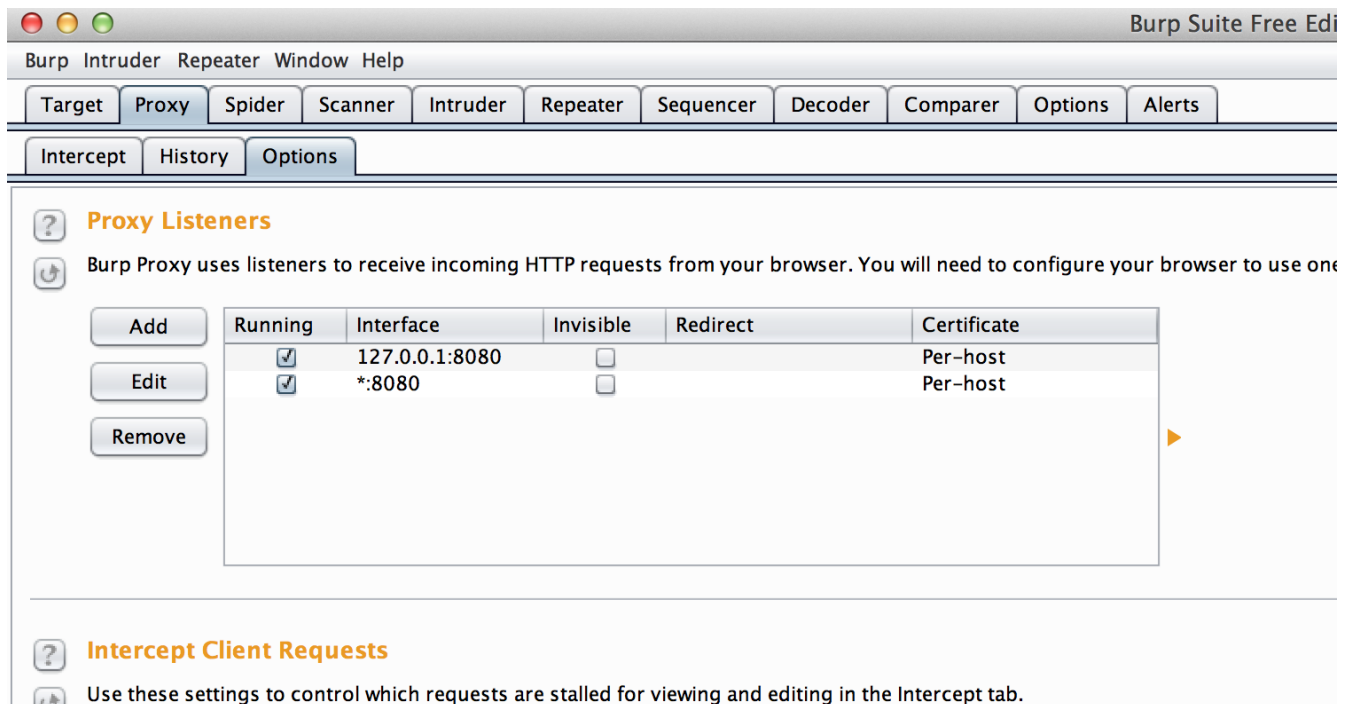 Burp Suite Free Edi
Burp Intruder Repeater Window Help
Target Proxy Spider Scanner Intruder Repeater Sequencer Decoder Comparer Options Alerts
Intercept History Options
? Proxy Listeners
Burp Proxy uses listeners to receive incoming HTTP requests from your browser. You will need to configure your browser to use one
Add
Edit
Remove
Running Interface Invisible Redirect Certificate
127.0.0.1:8080 Per-host
*:8080 Per-host
? Intercept Client Requests
Use these settings to control which requests are stalled for viewing and editing in the Intercept tab.